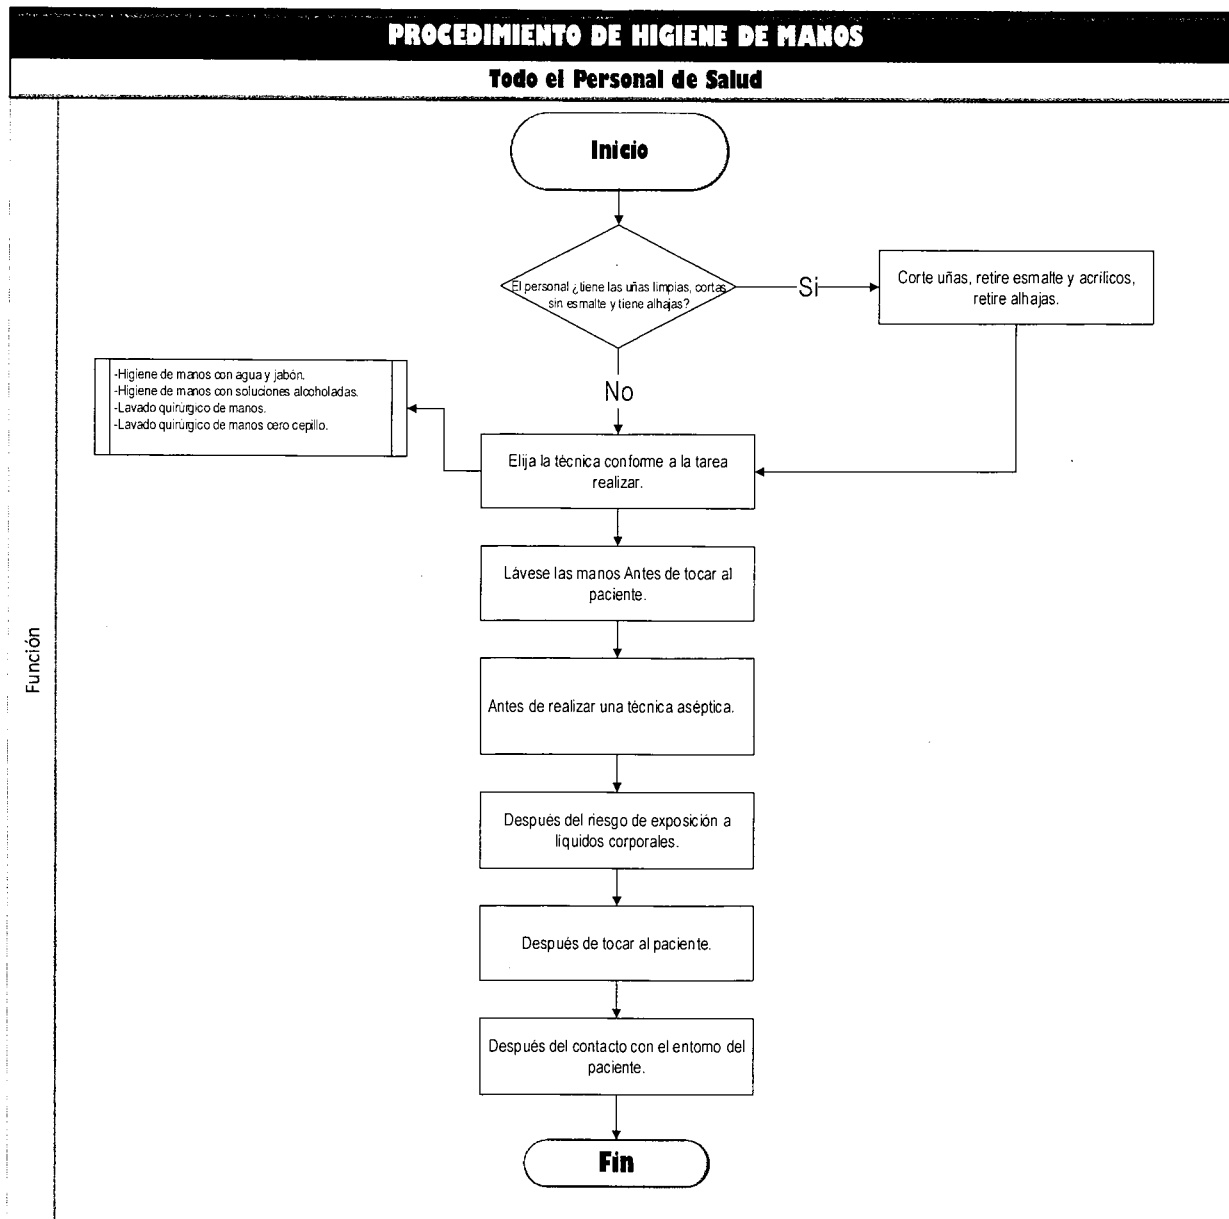 PROCEDIMIENTO DE HIGIENE DE MANOS
Todo el Personal de Salud
Función
Inicio
El personal ¿tiene las uñas limpias, cortas
sin esmalte y tiene alhajas?
Si
Corte uñas, retire esmalte y acrílicos,
retire alhajas.
No
-Higiene de manos con agua y jabón.
-Higiene de manos con soluciones alcoholadas.
-Lavado quirúrgico de manos.
-Lavado quirúrgico de manos cero cepillo.
Elija la técnica conforme a la tarea
realizar.
Lávese las manos Antes de tocar al
paciente.
Antes de realizar una técnica aséptica.
Después del riesgo de exposición a
líquidos corporales.
Después de tocar al paciente.
Después del contacto con el entorno del
paciente.
Fin